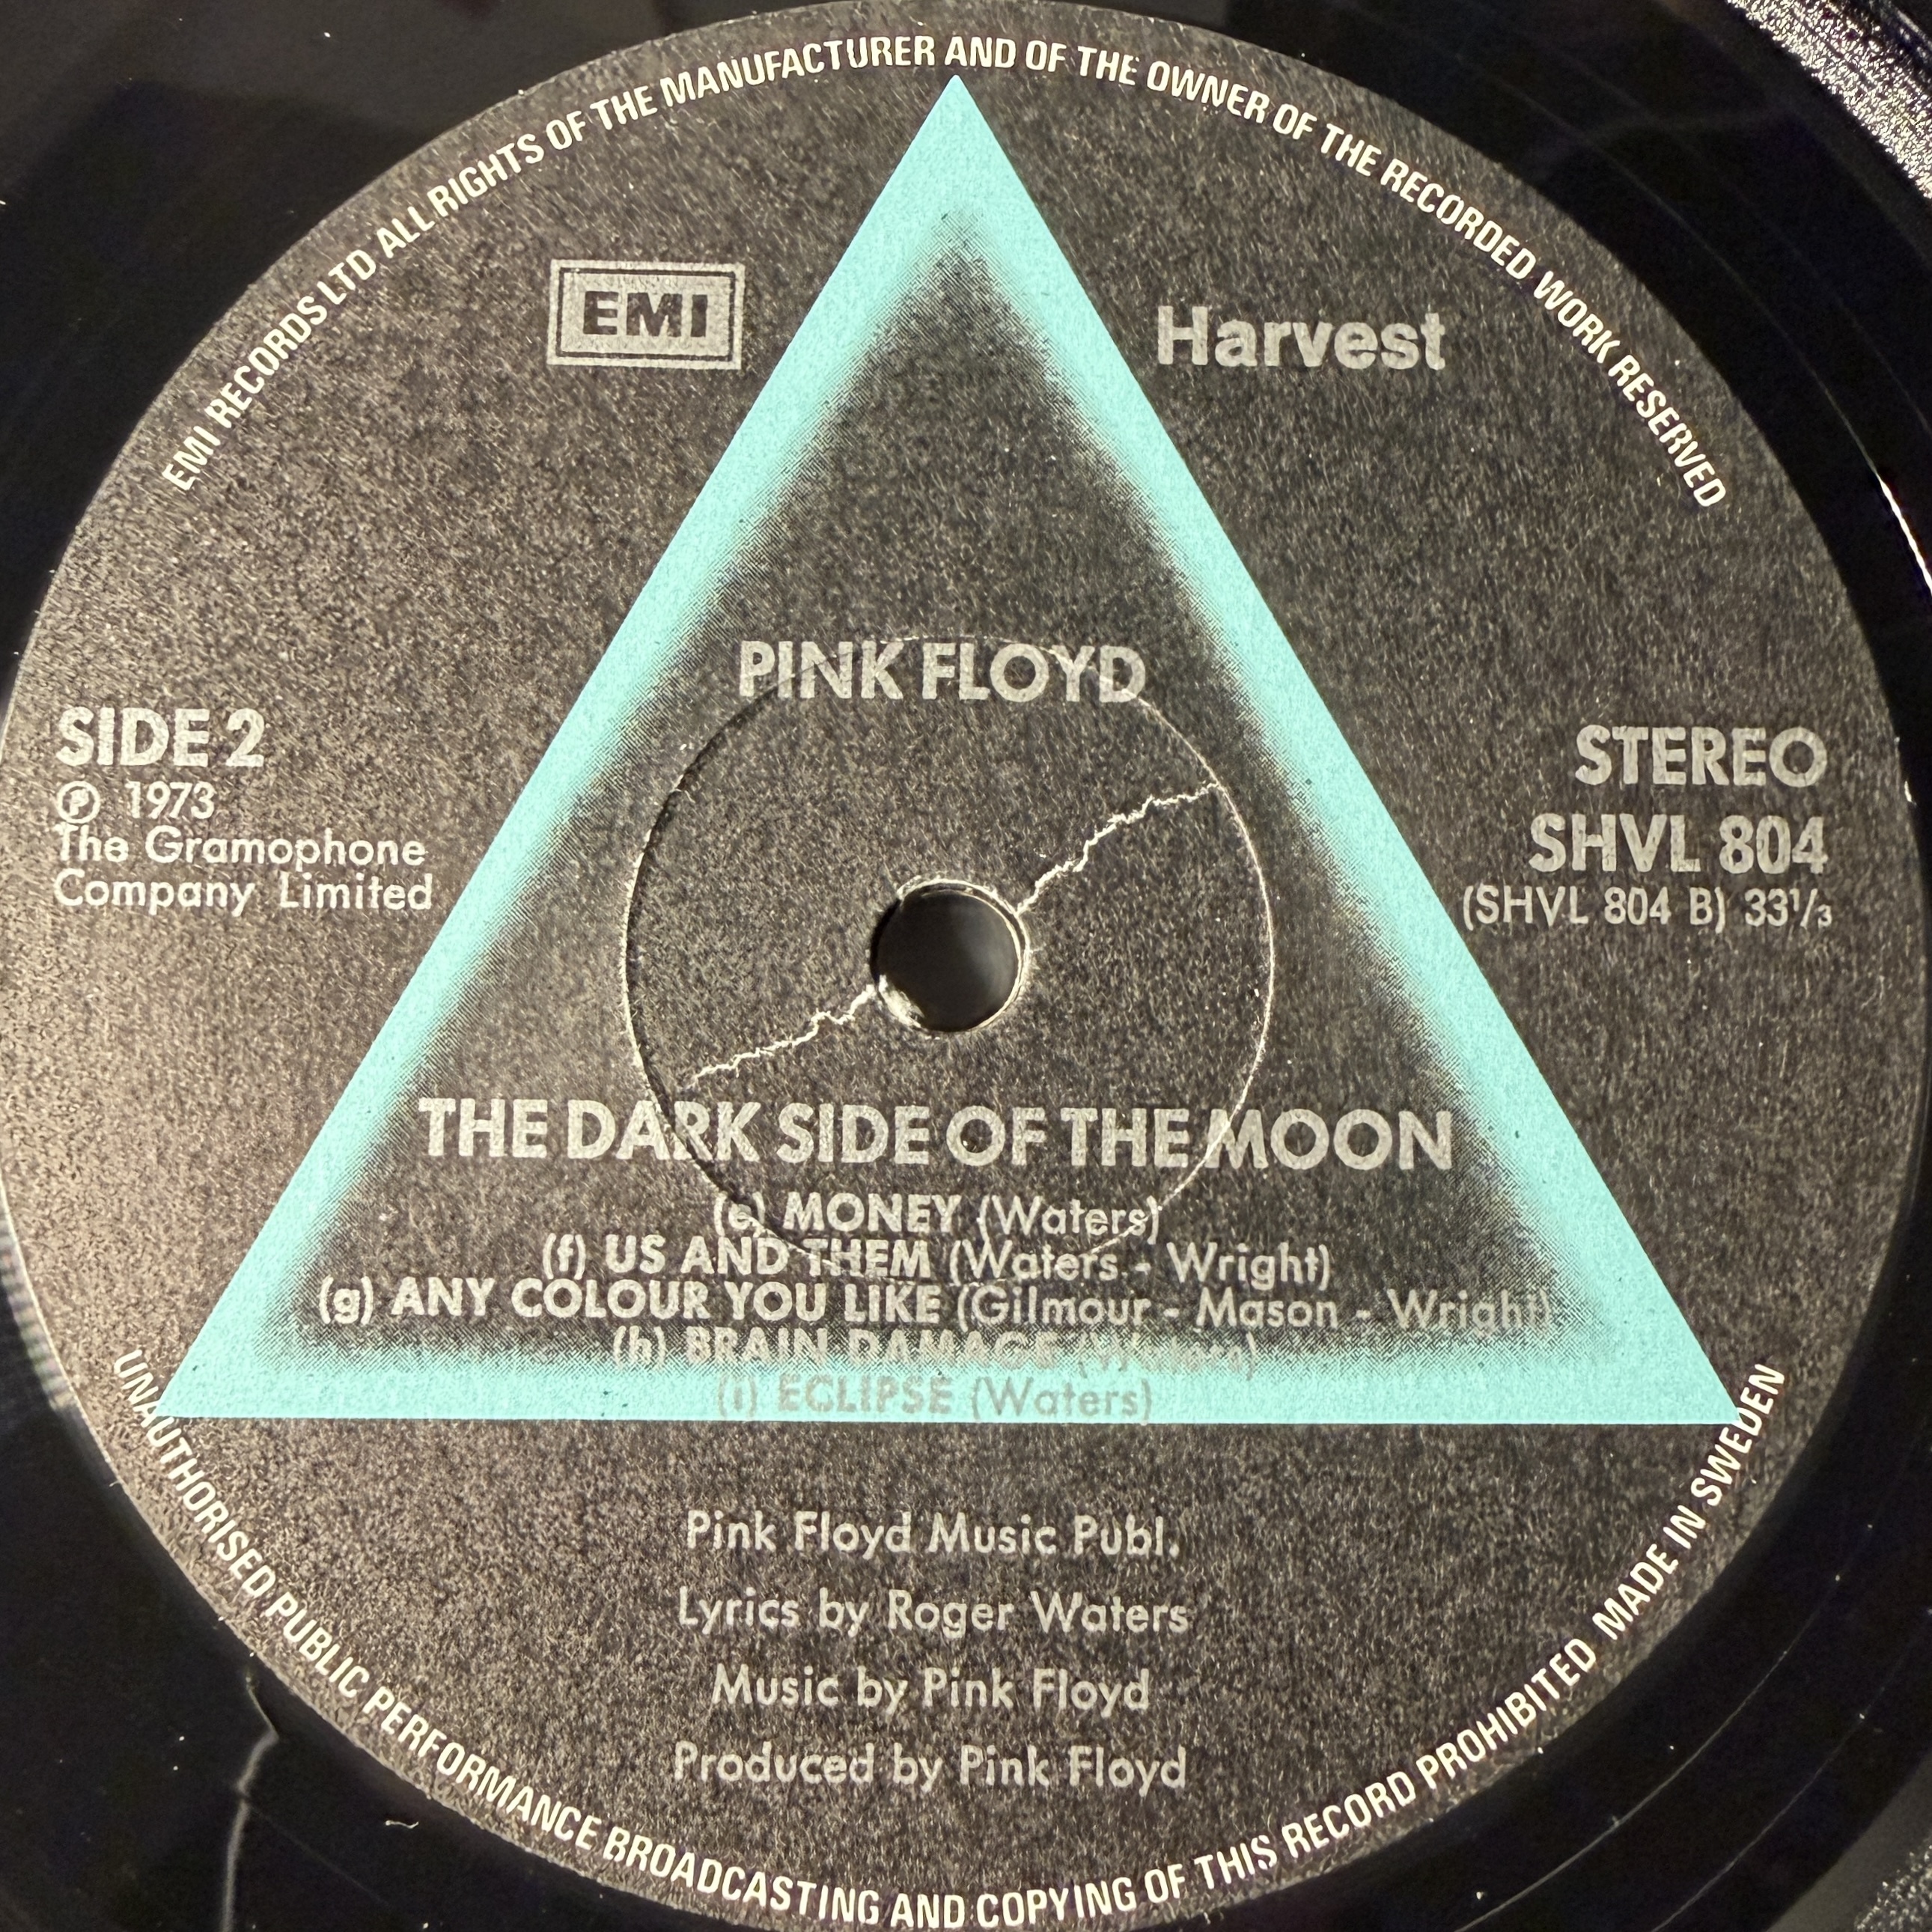 EMI RECORDS LTD ALL RIGHTS OF THE MANUFACTURER AND OF THE OWNER OF THE RECORDED WORK RESERVED
EMI
Harvest
PINK FLOYD
SIDE 2
Ⓟ 1973
The Gramophone
Company Limited
STEREO
SHVL 804
(SHVL 804 B) 33⅓
THE DARK SIDE OF THE MOON
(e) MONEY (Waters)
(f) US AND THEM (Waters - Wright)
(g) ANY COLOUR YOU LIKE (Gilmour - Mason - Wright)
(h) BRAIN DAMAGE (Waters)
(i) ECLIPSE (Waters)
Pink Floyd Music Publ.
Lyrics by Roger Waters
Music by Pink Floyd
Produced by Pink Floyd
UNAUTHORISED PUBLIC PERFORMANCE BROADCASTING AND COPYING OF THIS RECORD PROHIBITED MADE IN SWEDEN